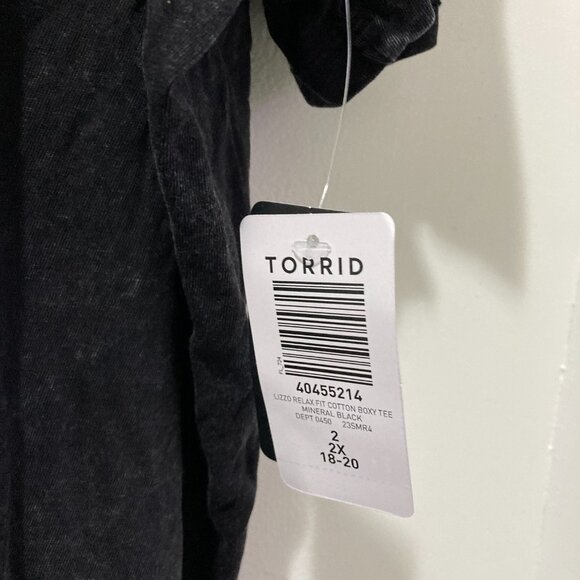 TORRID
40455214
LIZZO RELAX FIT COTTON BOXY TEE
MINERAL BLACK
DEPT 0450 23SMR4
2
2X
18-20